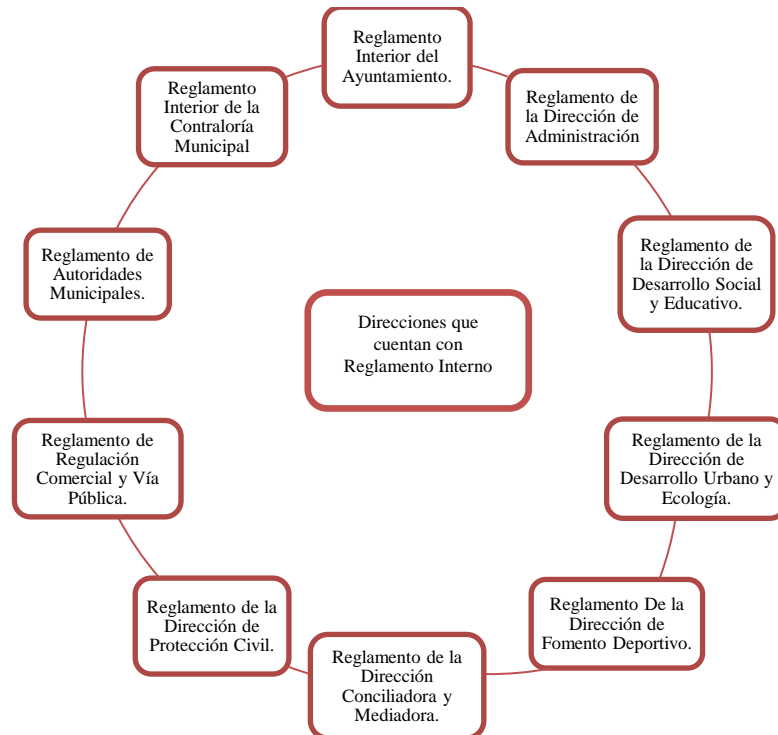 Reglamento
Interior del
Ayuntamiento.
Reglamento de
la Dirección de
Administración
Reglamento de
la Dirección de
Desarrollo Social
y Educativo.
Reglamento de la
Dirección de
Desarrollo Urbano y
Ecología.
Reglamento De la
Dirección de
Fomento Deportivo.
Reglamento de la
Dirección
Conciliadora y
Mediadora.
Reglamento de la
Dirección de
Protección Civil.
Reglamento de
Regulación
Comercial y Vía
Pública.
Reglamento de
Autoridades
Municipales.
Reglamento
Interior de la
Contraloría
Municipal
Direcciones que
cuentan con
Reglamento Interno